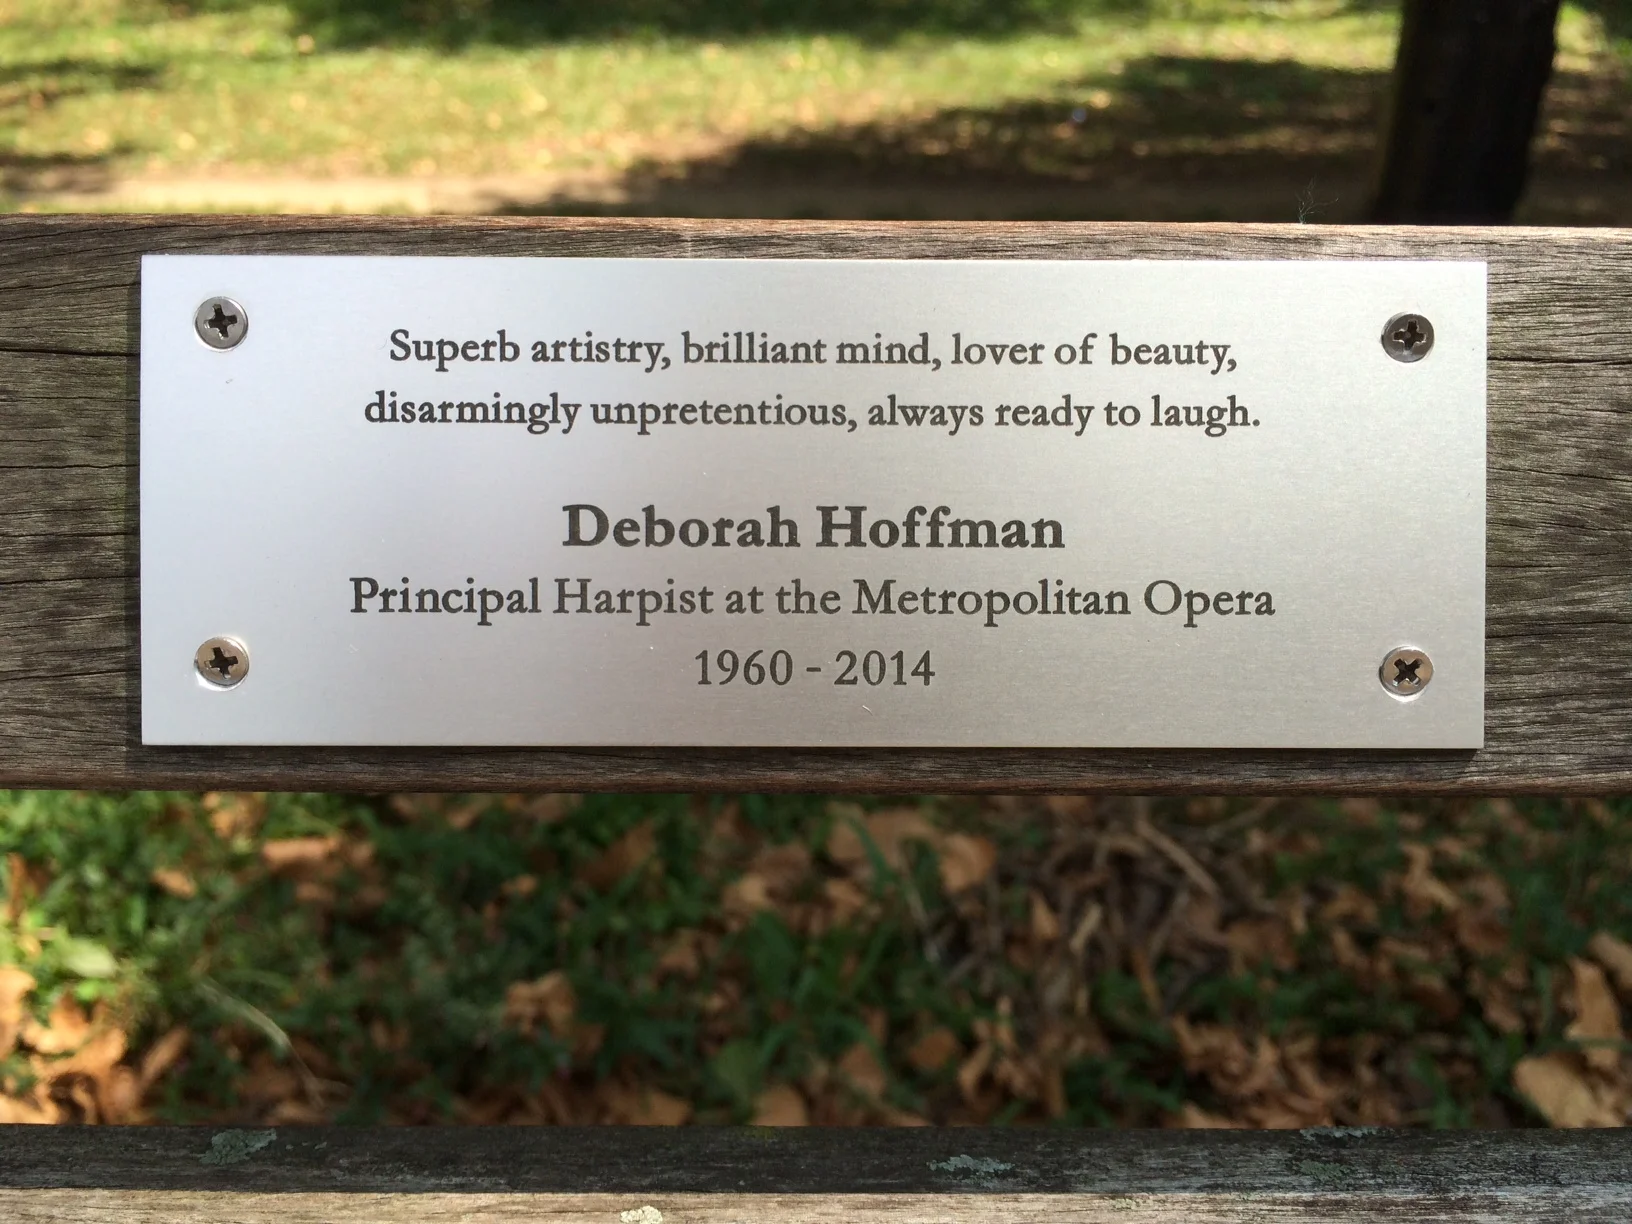 Superb artistry, brilliant mind, lover of beauty,
disarmingly unpretentious, always ready to laugh.
Deborah Hoffman
Principal Harpist at the Metropolitan Opera
1960 - 2014